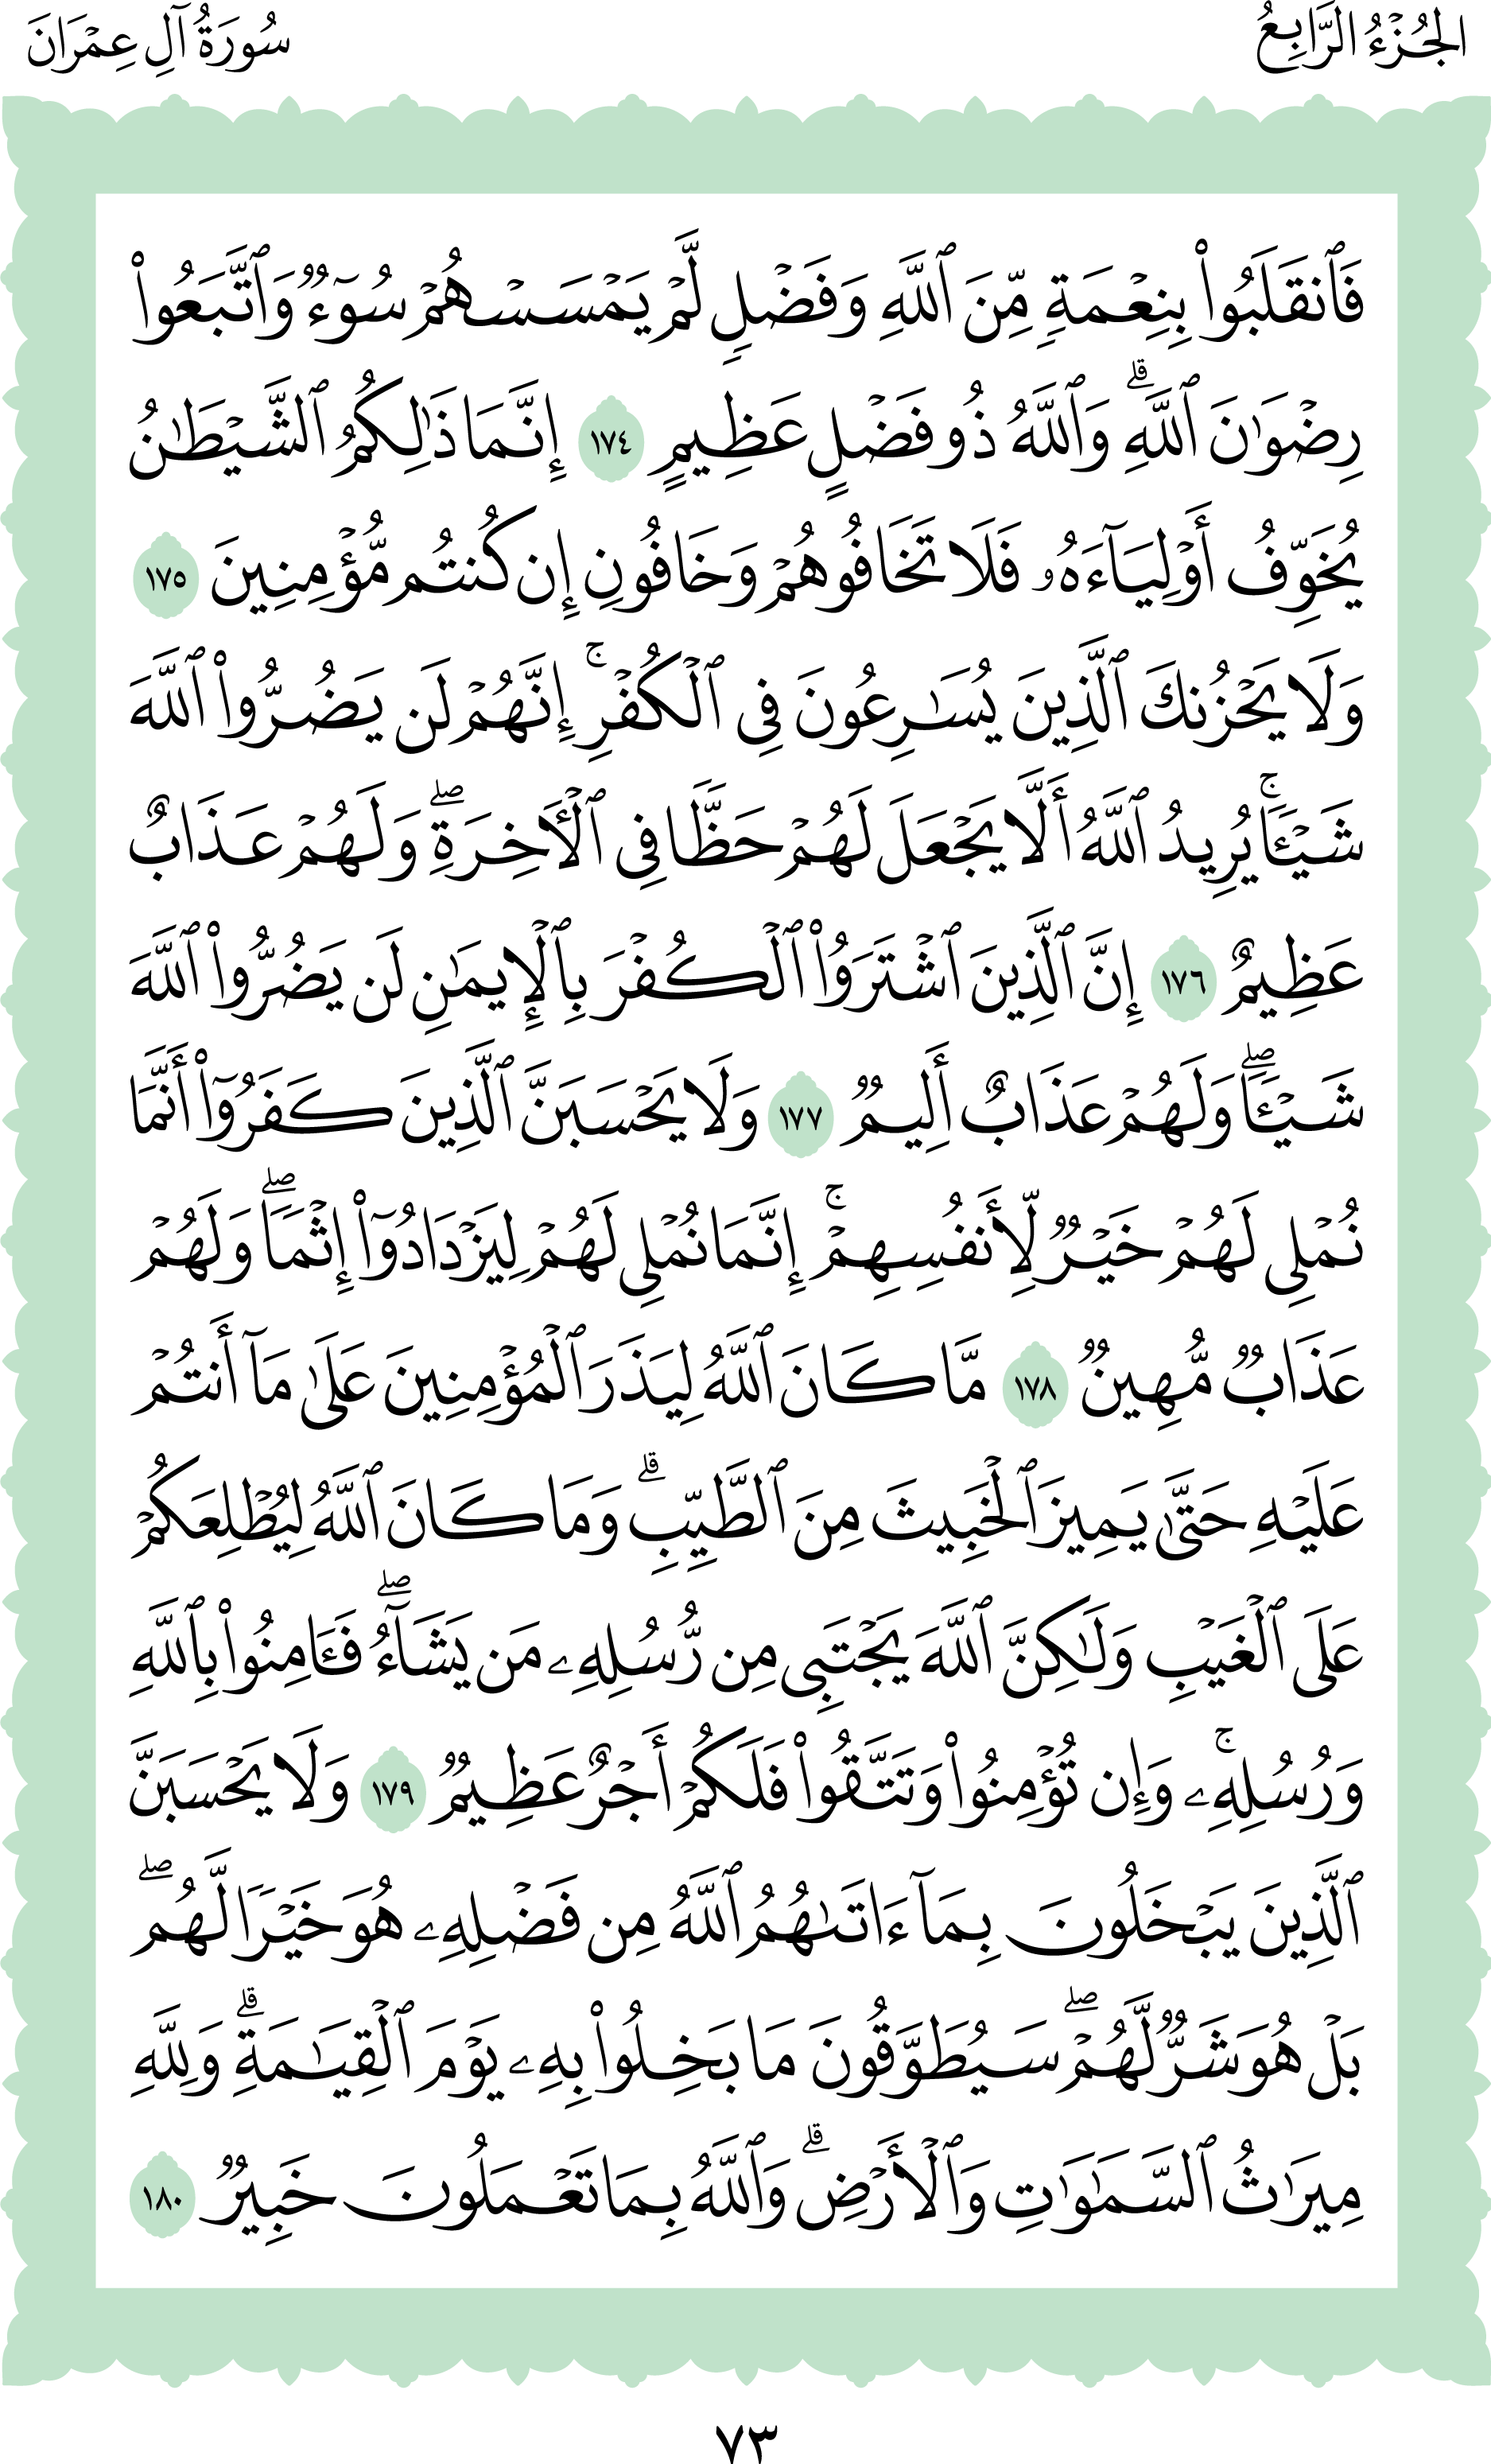 الجُزْءُ الرَّابِعُ
سُورَةُ آلِ عِمْرَانَ
فَٱنقَلَبُوا۟ بِنِعْمَةٍ مِّنَ ٱللَّهِ وَفَضْلٍ لَّمْ يَمْسَسْهُمْ سُوٓءٌ وَٱتَّبَعُوا۟
رِضْوَٰنَ ٱللَّهِ ۗ وَٱللَّهُ ذُو فَضْلٍ عَظِيمٍ ١٧٤ إِنَّمَا ذَٰلِكُمُ ٱلشَّيْطَٰنُ
يُخَوِّفُ أَوْلِيَآءَهُۥ فَلَا تَخَافُوهُمْ وَخَافُونِ إِن كُنتُم مُّؤْمِنِينَ ١٧٥
وَلَا يَحْزُنكَ ٱلَّذِينَ يُسَٰرِعُونَ فِى ٱلْكُفْرِ ۚ إِنَّهُمْ لَن يَضُرُّوا۟ ٱللَّهَ
شَيْـًٔا ۗ يُرِيدُ ٱللَّهُ أَلَّا يَجْعَلَ لَهُمْ حَظًّا فِى ٱلْـَٔاخِرَةِ ۖ وَلَهُمْ عَذَابٌ
عَظِيمٌ ١٧٦ إِنَّ ٱلَّذِينَ ٱشْتَرَوُا۟ ٱلْكُفْرَ بِٱلْإِيمَٰنِ لَن يَضُرُّوا۟ ٱللَّهَ
شَيْـًٔا ۖ وَلَهُمْ عَذَابٌ أَلِيمٌ ١٧٧ وَلَا يَحْسَبَنَّ ٱلَّذِينَ كَفَرُوٓا۟ أَنَّمَا
نُمْلِى لَهُمْ خَيْرٌ لِّأَنفُسِهِمْ ۚ إِنَّمَا نُمْلِى لَهُمْ لِيَزْدَادُوٓا۟ إِثْمًا ۖ وَلَهُمْ
عَذَابٌ مُّهِينٌ ١٧٨ مَّا كَانَ ٱللَّهُ لِيَذَرَ ٱلْمُؤْمِنِينَ عَلَىٰ مَآ أَنتُمْ
عَلَيْهِ حَتَّىٰ يَمِيزَ ٱلْخَبِيثَ مِنَ ٱلطَّيِّبِ ۗ وَمَا كَانَ ٱللَّهُ لِيُطْلِعَكُمْ
عَلَى ٱلْغَيْبِ وَلَٰكِنَّ ٱللَّهَ يَجْتَبِى مِن رُّسُلِهِۦ مَن يَشَآءُ ۖ فَـَٔامِنُوا۟ بِٱللَّهِ
وَرُسُلِهِۦ ۚ وَإِن تُؤْمِنُوا۟ وَتَتَّقُوا۟ فَلَكُمْ أَجْرٌ عَظِيمٌ ١٧٩ وَلَا يَحْسَبَنَّ
ٱلَّذِينَ يَبْخَلُونَ بِمَآ ءَاتَىٰهُمُ ٱللَّهُ مِن فَضْلِهِۦ هُوَ خَيْرًا لَّهُم ۖ
بَلْ هُوَ شَرٌّ لَّهُمْ ۖ سَيُطَوَّقُونَ مَا بَخِلُوا۟ بِهِۦ يَوْمَ ٱلْقِيَٰمَةِ ۗ وَلِلَّهِ
مِيرَٰثُ ٱلسَّمَٰوَٰتِ وَٱلْأَرْضِ ۗ وَٱللَّهُ بِمَا تَعْمَلُونَ خَبِيرٌ ١٨٠
٧٣